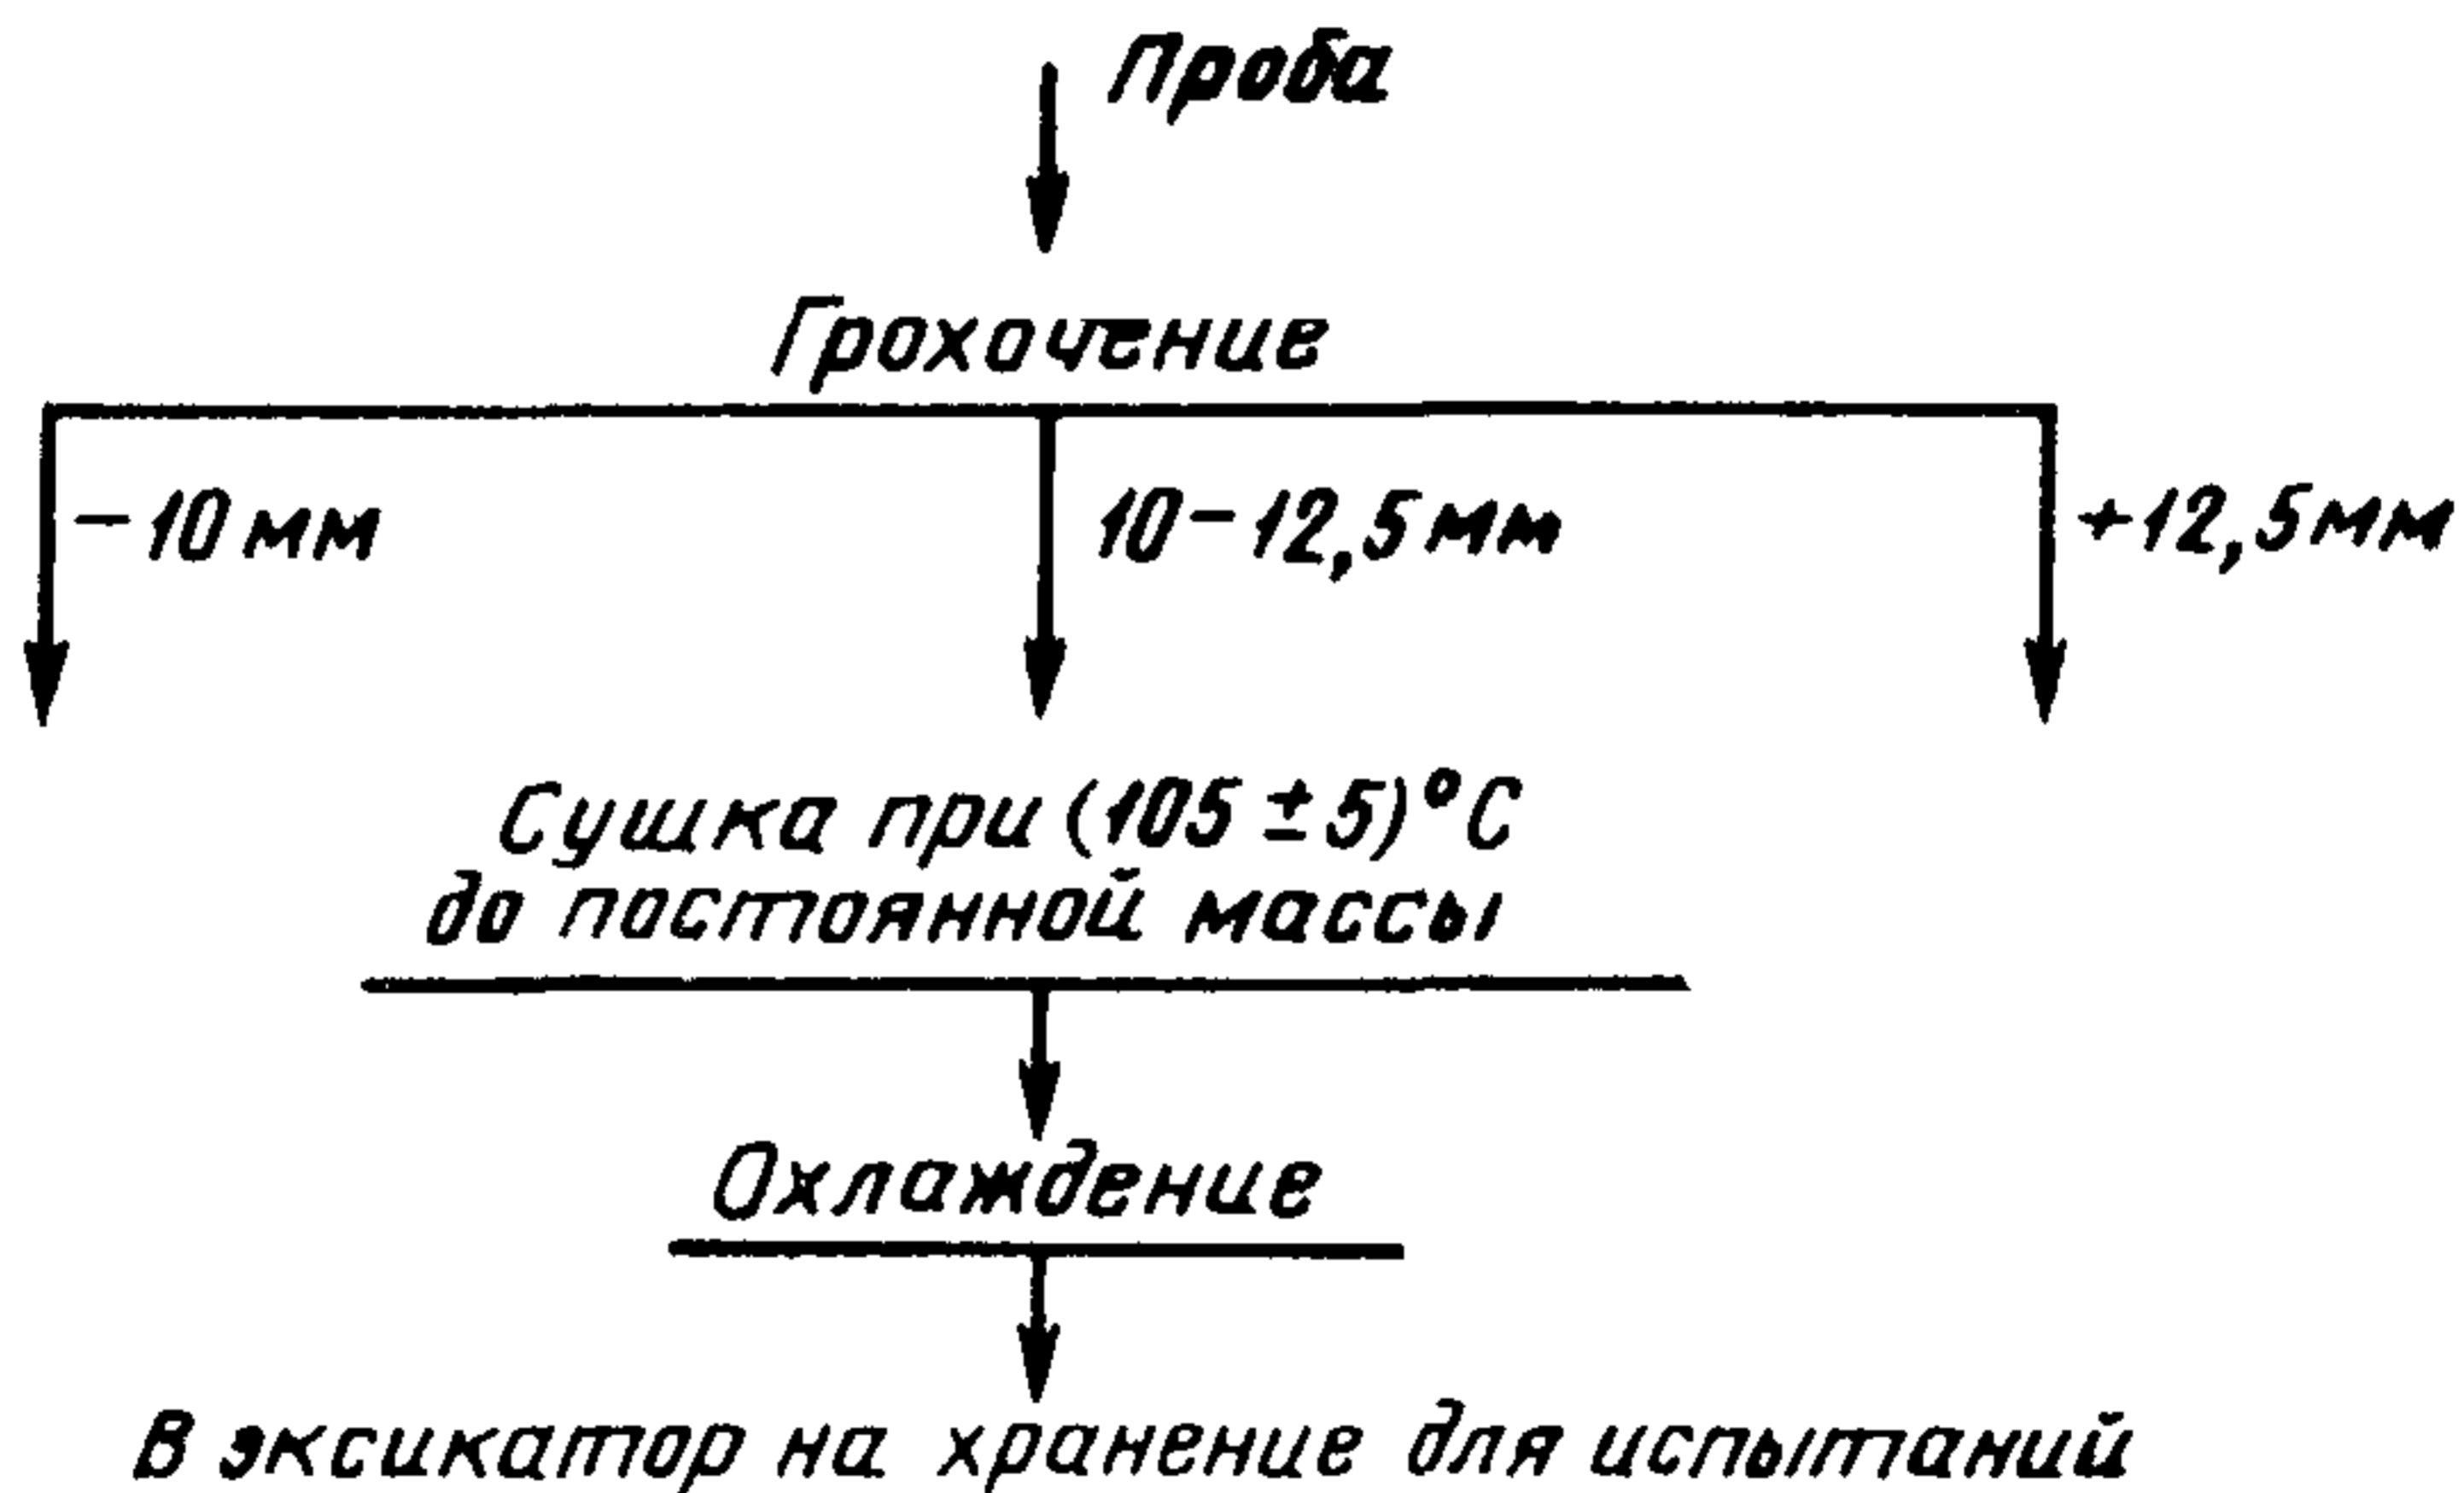 Проба
Грохочение
−10 мм
10−12,5 мм
+12,5 мм
Сушка при (105 ± 5) °С
до постоянной массы
Охлаждение
В эксикатор на хранение для испытаний